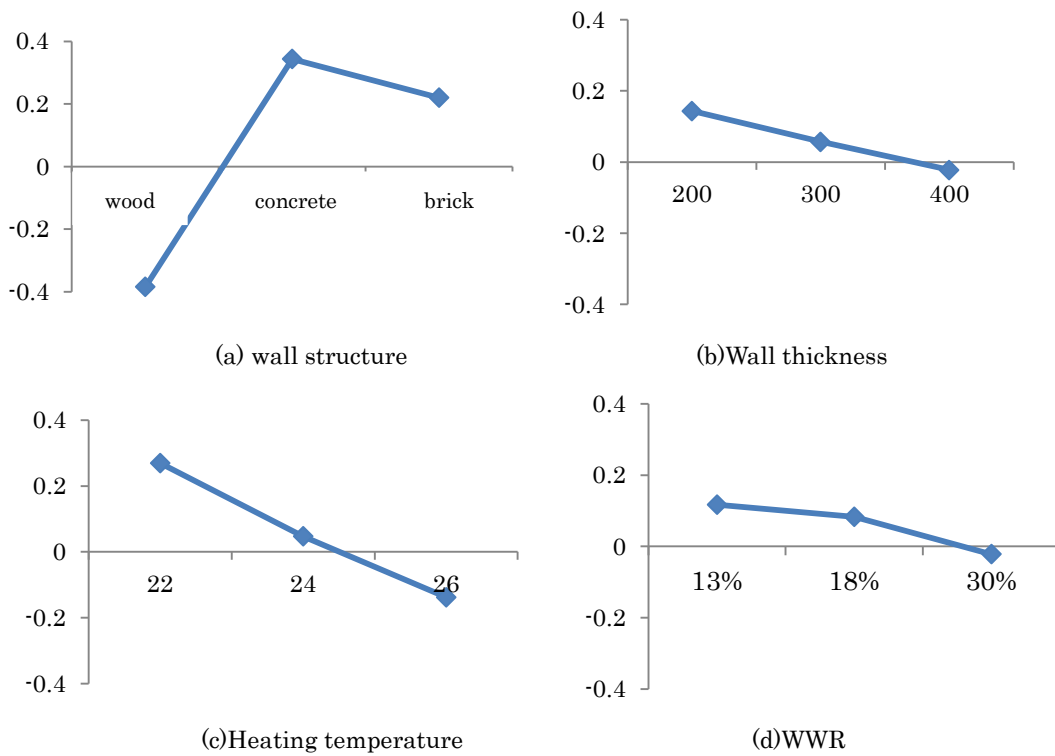 0.4
0.2
0
-0.2
-0.4
wood concrete brick
(a) wall structure
0.4
0.2
0
-0.2
-0.4
200 300 400
(b)Wall thickness
0.4
0.2
0
-0.2
-0.4
22 24 26
(c)Heating temperature
0.4
0.2
0
-0.2
-0.4
13% 18% 30%
(d)WWR